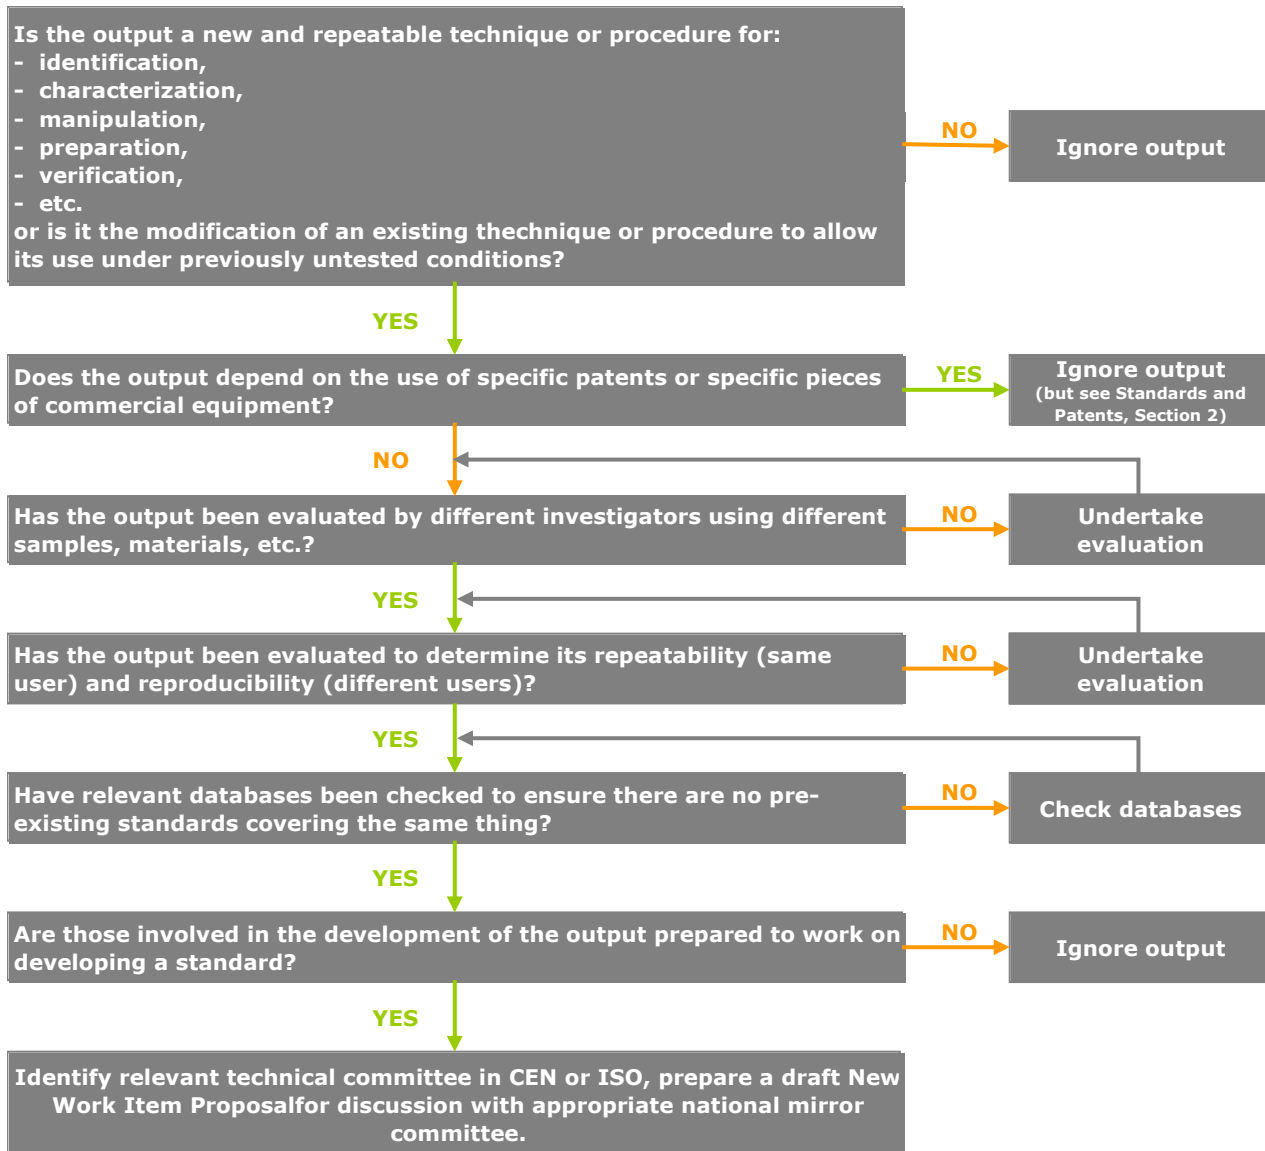 Is the output a new and repeatable technique or procedure for:
- identification,
- characterization,
- manipulation,
- preparation,
- verification,
- etc.
or is it the modification of an existing thechnique or procedure to allow
its use under previously untested conditions?
NO
Ignore output
YES
Does the output depend on the use of specific patents or specific pieces
of commercial equipment?
YES
Ignore output
(but see Standards and
Patents, Section 2)
NO
Has the output been evaluated by different investigators using different
samples, materials, etc.?
NO
Undertake
evaluation
YES
Has the output been evaluated to determine its repeatability (same
user) and reproducibility (different users)?
NO
Undertake
evaluation
YES
Have relevant databases been checked to ensure there are no pre-
existing standards covering the same thing?
NO
Check databases
YES
Are those involved in the development of the output prepared to work on
developing a standard?
NO
Ignore output
YES
Identify relevant technical committee in CEN or ISO, prepare a draft New
Work Item Proposalfor discussion with appropriate national mirror
committee.